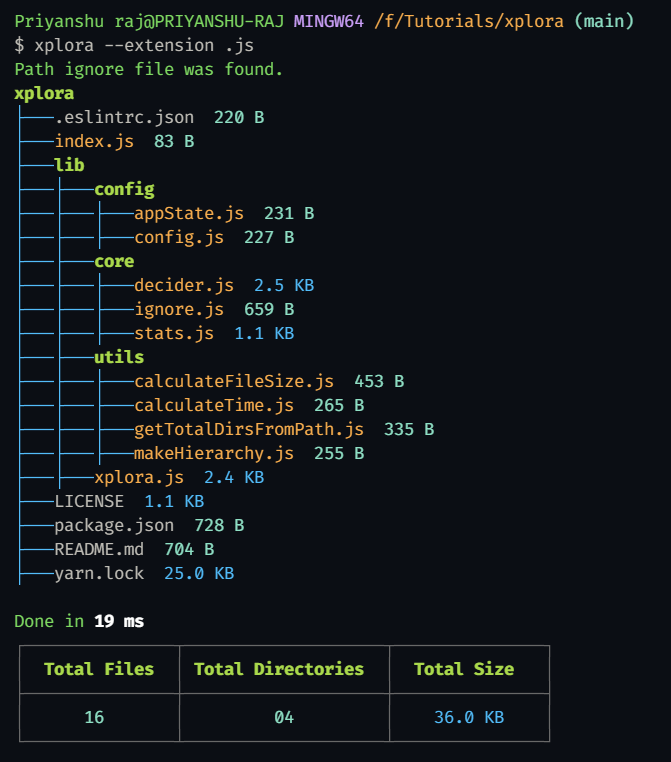 Priyanshu raj@PRIYANSHU-RAJ MINGW64 /f/Tutorials/xplora (main)
$ xplora --extension .js
Path ignore file was found.
xplora
├──.eslintrc.json  220 B
├──index.js  83 B
├──lib
├──├──config
├──├──├──appState.js  231 B
├──├──├──config.js  227 B
├──├──core
├──├──├──decider.js  2.5 KB
├──├──├──ignore.js  659 B
├──├──├──stats.js  1.1 KB
├──├──utils
├──├──├──calculateFileSize.js  453 B
├──├──├──calculateTime.js  265 B
├──├──├──getTotalDirsFromPath.js  335 B
├──├──├──makeHierarchy.js  255 B
├──├──xplora.js  2.4 KB
├──LICENSE  1.1 KB
├──package.json  728 B
├──README.md  704 B
├──yarn.lock  25.0 KB
Done in 19 ms
Total Files │ Total Directories │ Total Size
16 │ 04 │ 36.0 KB